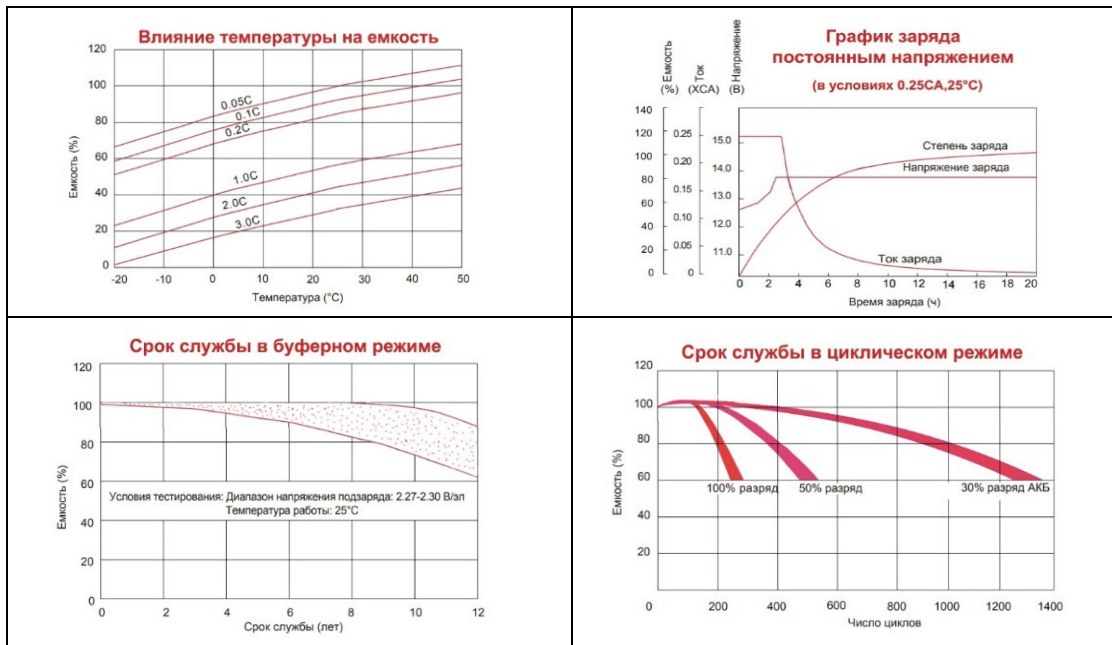 Влияние температуры на емкость
120
100
80
60
40
20
0
Емкость (%)
0.05C
0.1C
0.2C
1.0C
2.0C
3.0C
-20 -10 0 10 20 30 40 50
Температура (°C)
График заряда
постоянным напряжением
(в условиях 0.25CA,25°C)
Емкость
(%)
Ток
(XCA)
Напряжение
(В)
140
120
100
80
60
40
20
0
0.25
0.20
0.15
0.10
0.05
0
15.0
14.0
13.0
12.0
11.0
Степень заряда
Напряжение заряда
Ток заряда
0 2 4 6 8 10 12 14 16 18 20
Время заряда (ч)
Срок службы в буферном режиме
120
100
80
60
40
20
0
Емкость (%)
Условия тестирования: Диапазон напряжения подзаряда: 2.27-2.30 В/эл
Температура работы: 25°C
0 2 4 6 8 10 12
Срок службы (лет)
Срок службы в циклическом режиме
120
100
80
60
40
20
Емкость (%)
100% разряд
50% разряд
30% разряд АКБ
0 200 400 600 800 1000 1200 1400
Число циклов